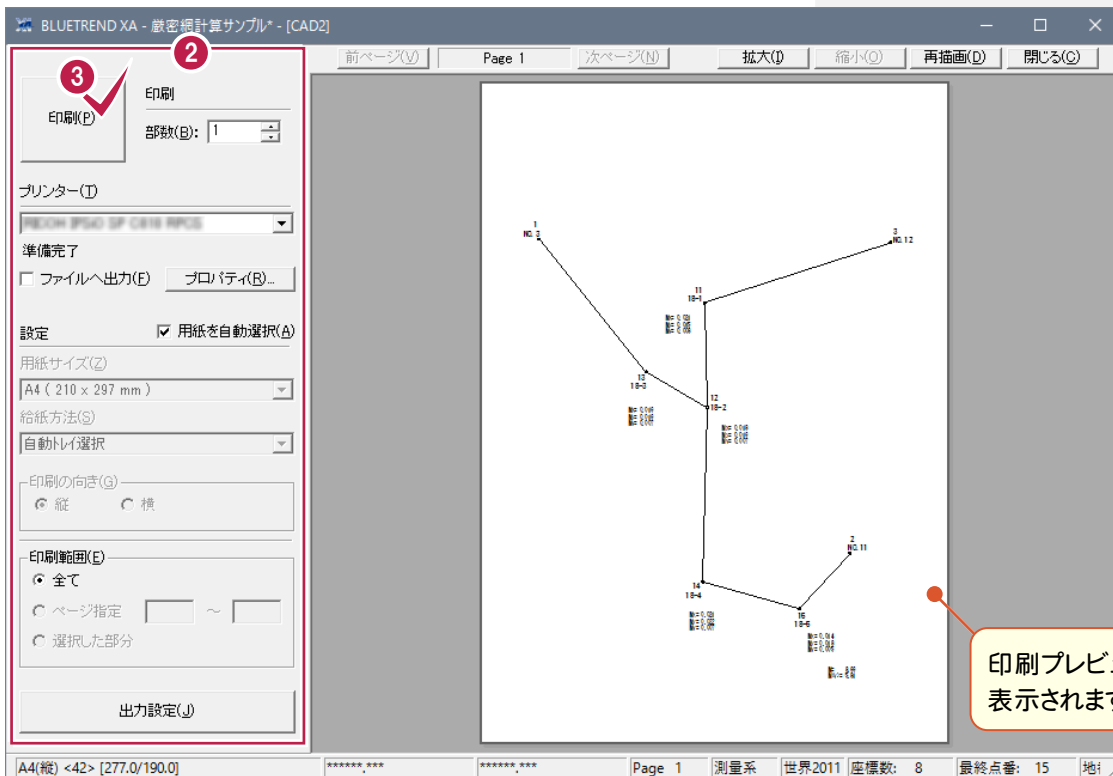 BLUETREND XA - 厳密網計算サンプル* - [CAD2]
前ページ(V)
Page 1
次ページ(N)
拡大(I)
縮小(O)
再描画(D)
閉じる(C)
2
3
印刷(P)
印刷
部数(B): 1
プリンター(T)
準備完了
ファイルへ出力(F)
プロパティ(R)...
設定
用紙を自動選択(A)
用紙サイズ(Z)
A4 ( 210 x 297 mm )
給紙方法(S)
自動トレイ選択
印刷の向き(G)
縦
横
印刷範囲(E)
全て
ページ指定 ～
選択した部分
出力設定(J)
1
NO.3
3
NO.12
11
18-1
13
18-3
12
18-2
2
NO.11
14
18-4
16
18-6
印刷プレビ
表示されます
A4(縦) <42> [277.0/190.0]
******.***
******.***
Page 1
測量系
世界2011
座標数: 8
最終点番: 15